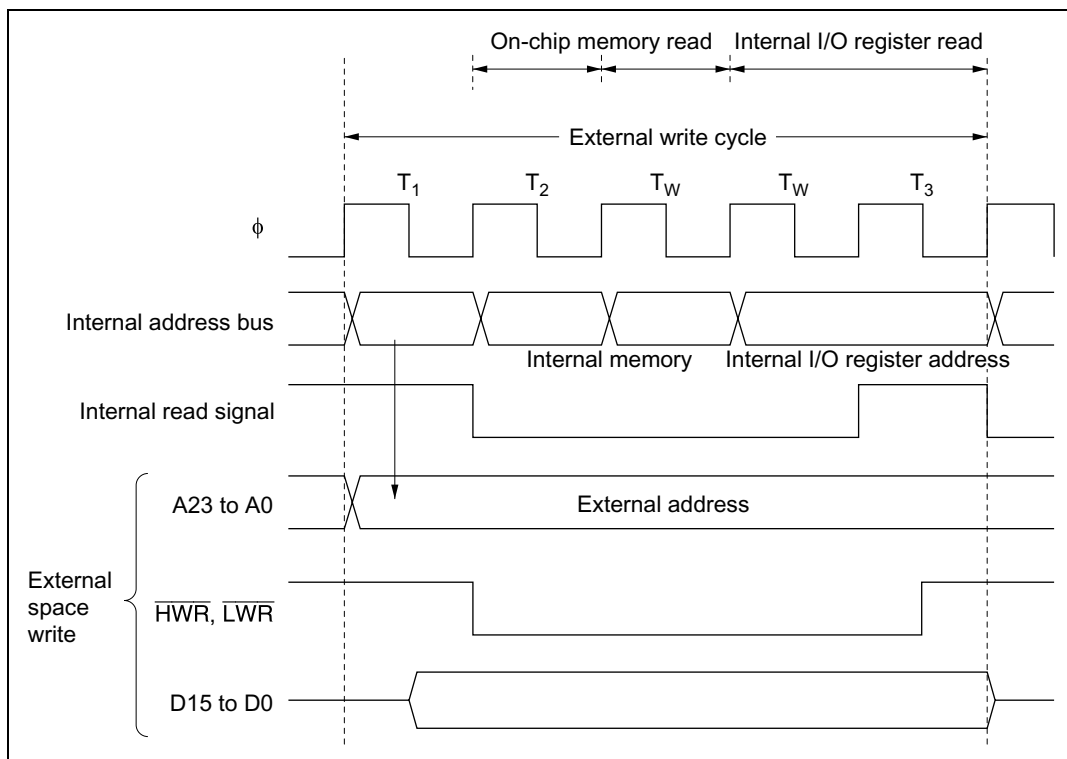 On-chip memory read Internal I/O register read
External write cycle
T1 T2 TW TW T3
ϕ
Internal address bus
Internal memory Internal I/O register address
Internal read signal
A23 to A0 External address
External
space
write
HWR, LWR
D15 to D0